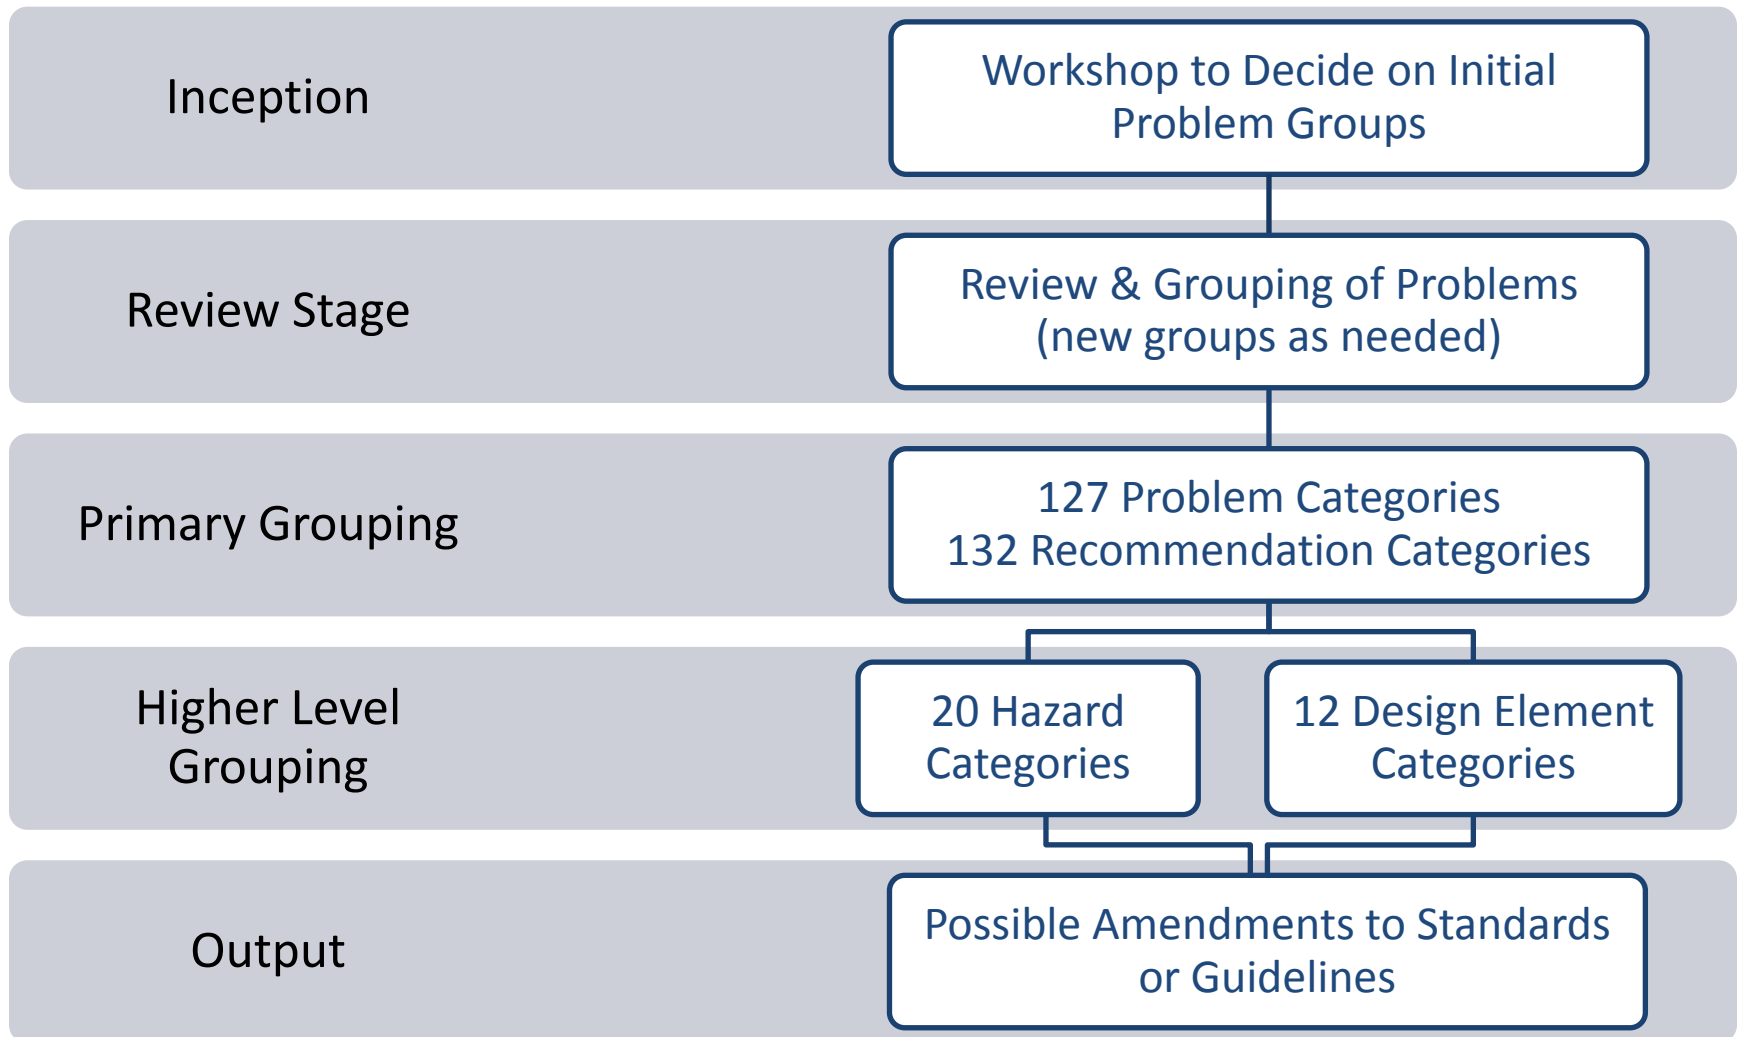 Inception
Workshop to Decide on Initial
Problem Groups
Review Stage
Review & Grouping of Problems
(new groups as needed)
Primary Grouping
127 Problem Categories
132 Recommendation Categories
Higher Level
Grouping
20 Hazard
Categories
12 Design Element
Categories
Output
Possible Amendments to Standards
or Guidelines